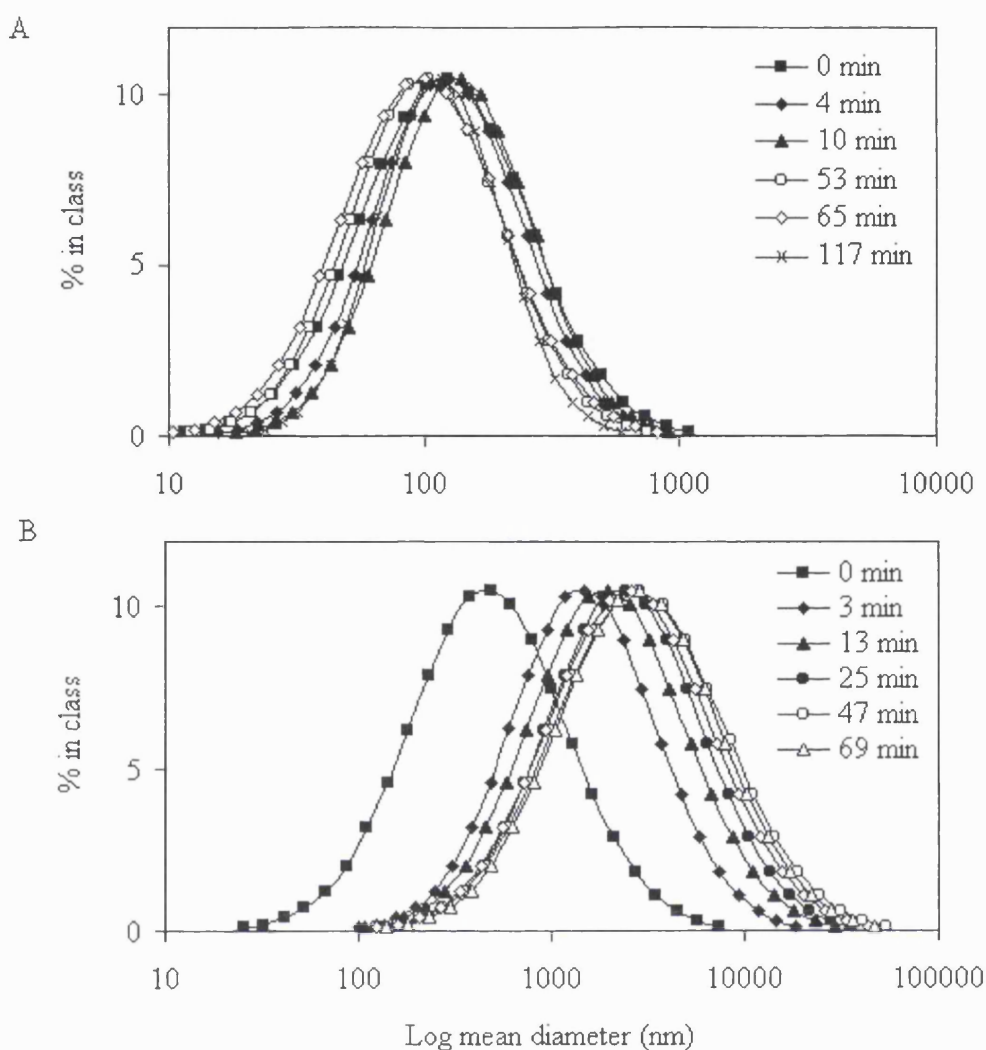 A
% in class
10
5
0
10
100
1000
10000
0 min
4 min
10 min
53 min
65 min
117 min
B
% in class
10
5
0
10
100
1000
10000
100000
0 min
3 min
13 min
25 min
47 min
69 min
Log mean diameter (nm)